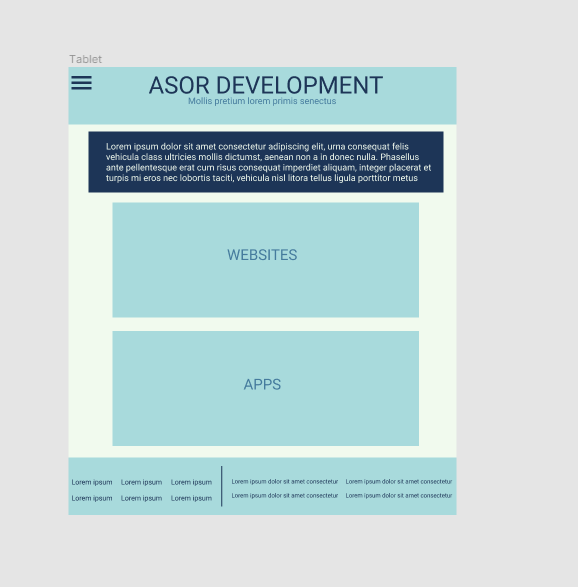 Tablet
ASOR DEVELOPMENT
Mollis pretium lorem primis senectus
Lorem ipsum dolor sit amet consectetur adipiscing elit, urna consequat felis
vehicula class ultricies mollis dictumst, aenean non a in donec nulla. Phasellus
ante pellentesque erat cum risus consequat imperdiet aliquam, integer placerat et
turpis mi eros nec lobortis taciti, vehicula nisl litora tellus ligula porttitor metus
WEBSITES
APPS
Lorem ipsum Lorem ipsum Lorem ipsum
Lorem ipsum Lorem ipsum Lorem ipsum
Lorem ipsum dolor sit amet consectetur Lorem ipsum dolor sit amet consectetur
Lorem ipsum dolor sit amet consectetur Lorem ipsum dolor sit amet consectetur